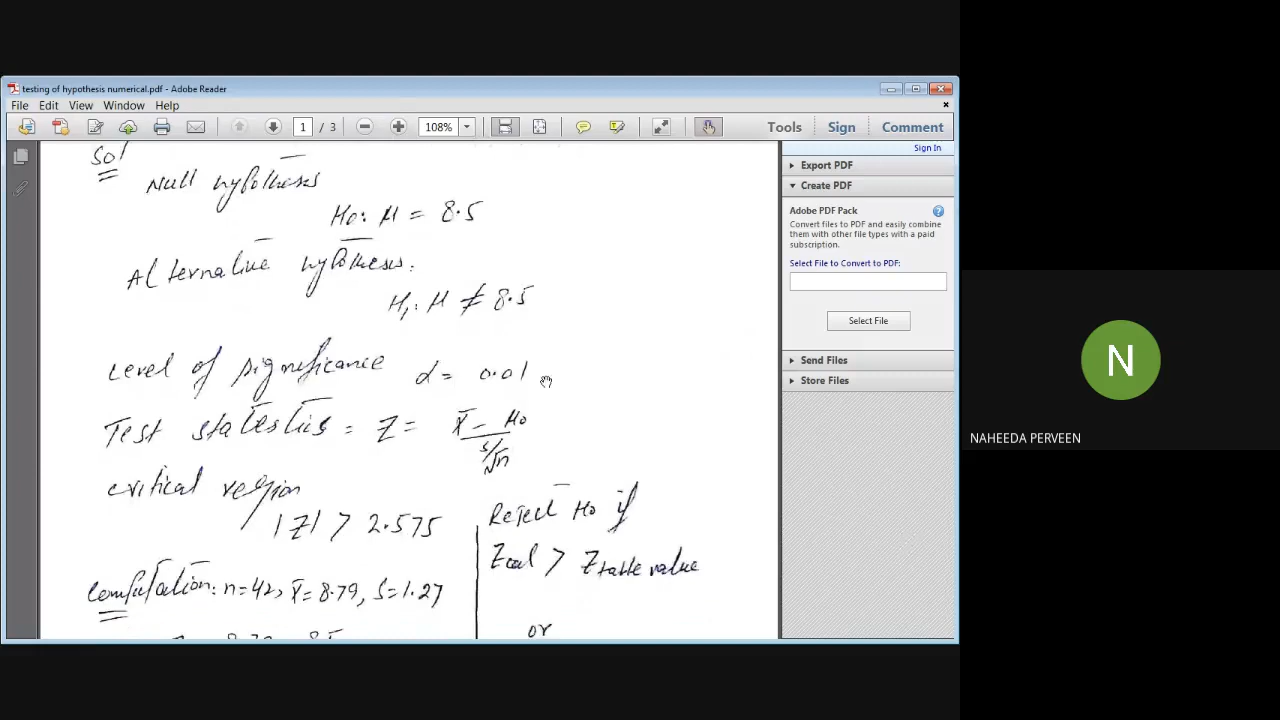 testing of hypothesis numerical.pdf - Adobe Reader
File Edit View Window Help
1 / 3 108% Tools Sign Comment
Sign In
Export PDF
Create PDF
Adobe PDF Pack
Convert files to PDF and easily combine
them with other file types with a paid
subscription.
Select File to Convert to PDF:
Select File
Send Files
Store Files
Sol
Null hypothesis
H0: μ = 8.5
Alternative hypothesis.
H1: μ ≠ 8.5
Level of significance α = 0.01
Test statestics = Z = x̄ - μ0
s/√n
critical region
|Z| > 2.575
Computation: n=42, x̄=8.79, s=1.27
Reject H0 if
Zcal > Ztable value
or
N
NAHEEDA PERVEEN